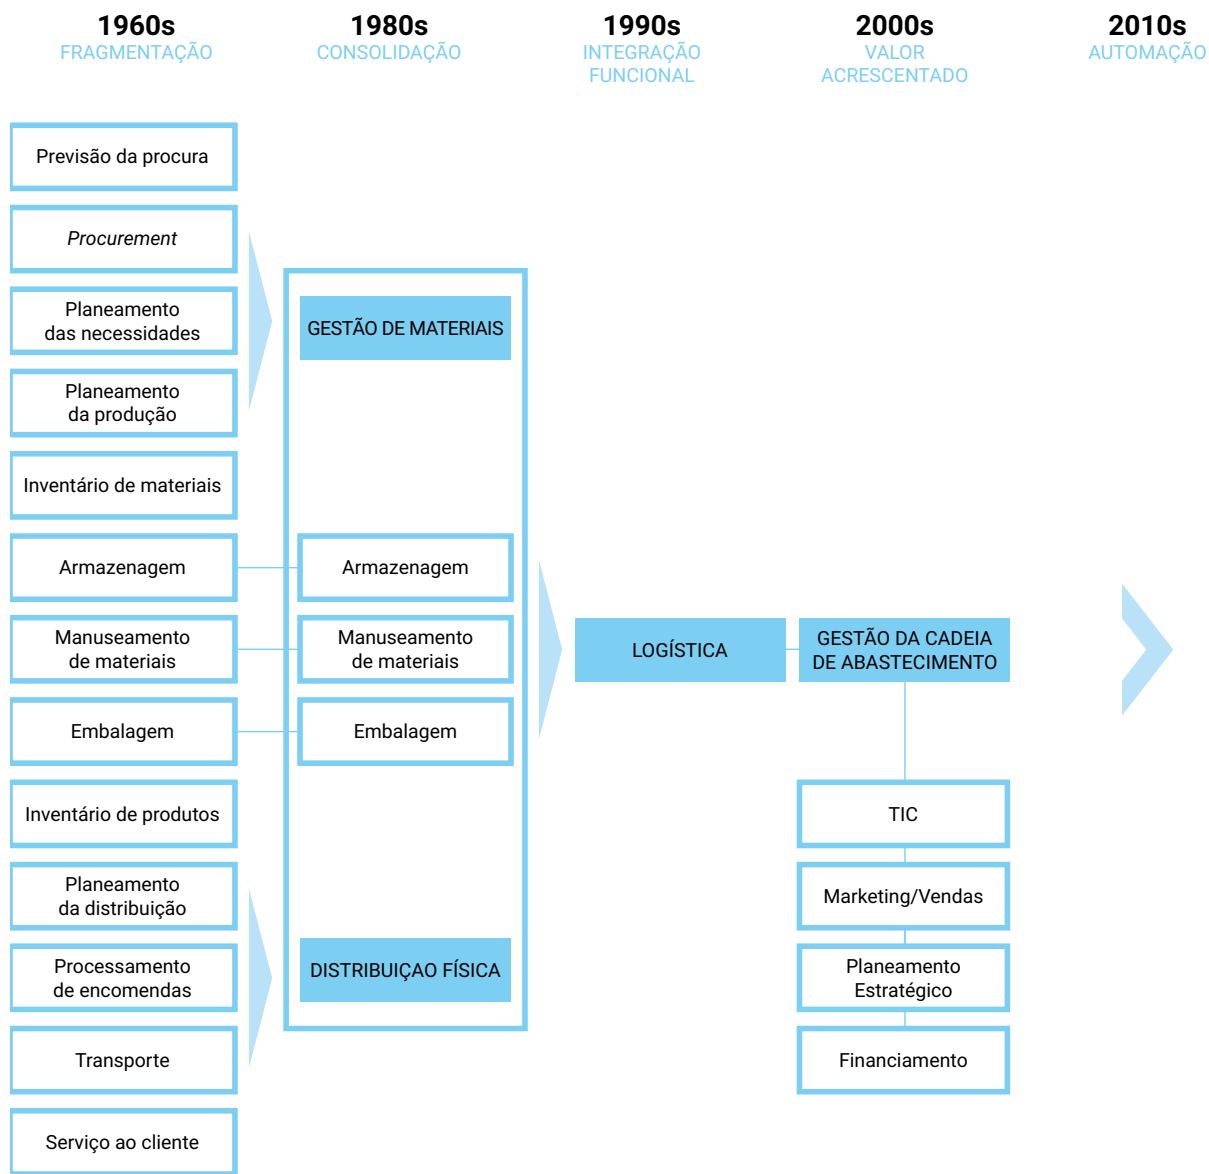 1960s
FRAGMENTAÇÃO
1980s
CONSOLIDAÇÃO
1990s
INTEGRAÇÃO
FUNCIONAL
2000s
VALOR
ACRESCENTADO
2010s
AUTOMAÇÃO
Previsão da procura
Procurement
Planeamento
das necessidades
Planeamento
da produção
Inventário de materiais
Armazenagem
Manuseamento
de materiais
Embalagem
Inventário de produtos
Planeamento
da distribuição
Processamento
de encomendas
Transporte
Serviço ao cliente
GESTÃO DE MATERIAIS
Armazenagem
Manuseamento
de materiais
Embalagem
DISTRIBUIÇAO FÍSICA
LOGÍSTICA
GESTÃO DA CADEIA
DE ABASTECIMENTO
TIC
Marketing/Vendas
Planeamento
Estratégico
Financiamento